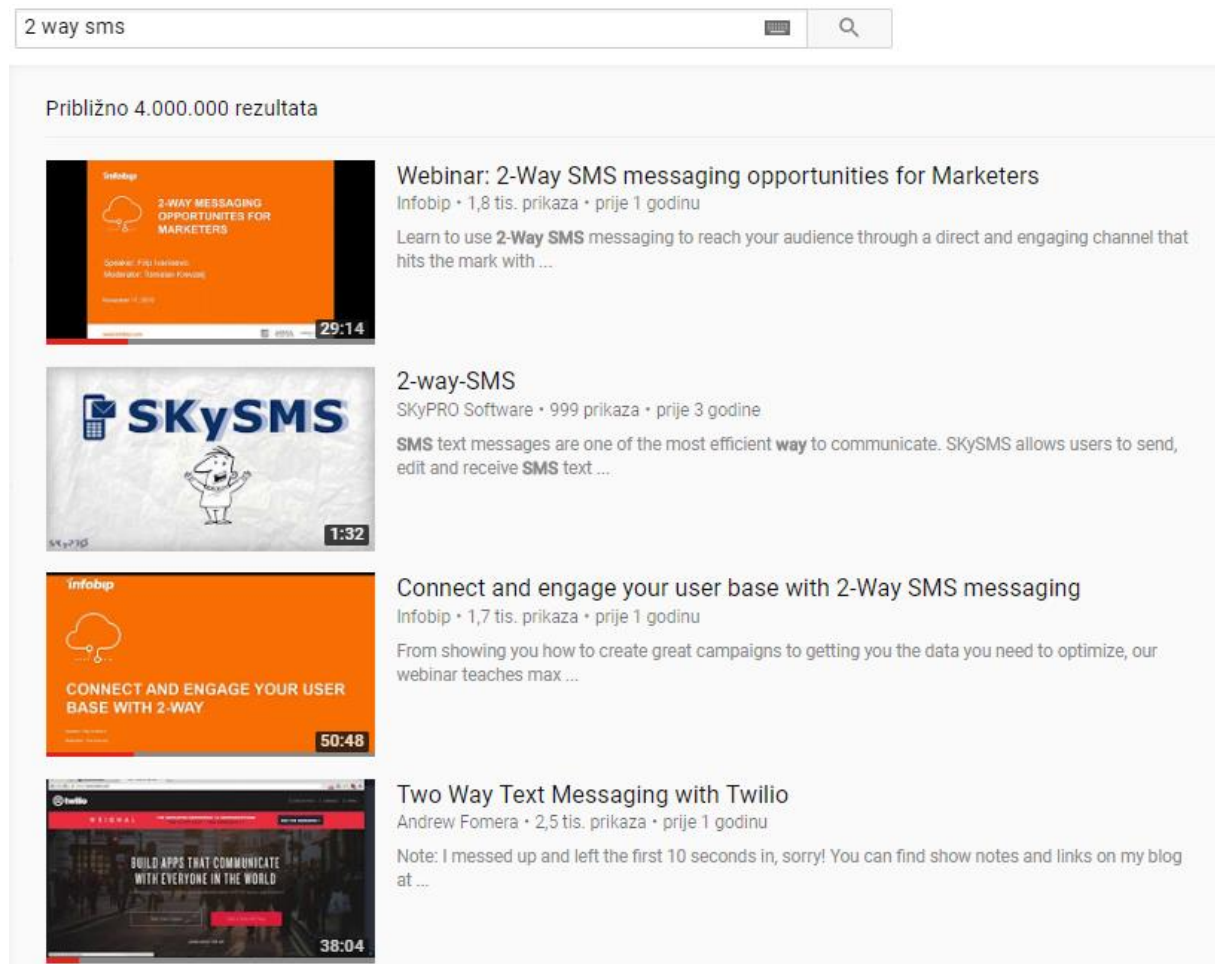 2 way sms
Približno 4.000.000 rezultata
infobip
2-WAY MESSAGING
OPPORTUNITES FOR
MARKETERS
29:14
Webinar: 2-Way SMS messaging opportunities for Marketers
Infobip • 1,8 tis. prikaza • prije 1 godinu
Learn to use 2-Way SMS messaging to reach your audience through a direct and engaging channel that
hits the mark with ...
SKySMS
SKyPRO
1:32
2-way-SMS
SKyPRO Software • 999 prikaza • prije 3 godine
SMS text messages are one of the most efficient way to communicate. SKySMS allows users to send,
edit and receive SMS text ...
infobip
CONNECT AND ENGAGE YOUR USER
BASE WITH 2-WAY
50:48
Connect and engage your user base with 2-Way SMS messaging
Infobip • 1,7 tis. prikaza • prije 1 godinu
From showing you how to create great campaigns to getting you the data you need to optimize, our
webinar teaches max ...
twilio
SIGNAL
BUILD APPS THAT COMMUNICATE
WITH EVERYONE IN THE WORLD
38:04
Two Way Text Messaging with Twilio
Andrew Fomera • 2,5 tis. prikaza • prije 1 godinu
Note: I messed up and left the first 10 seconds in, sorry! You can find show notes and links on my blog
at ...